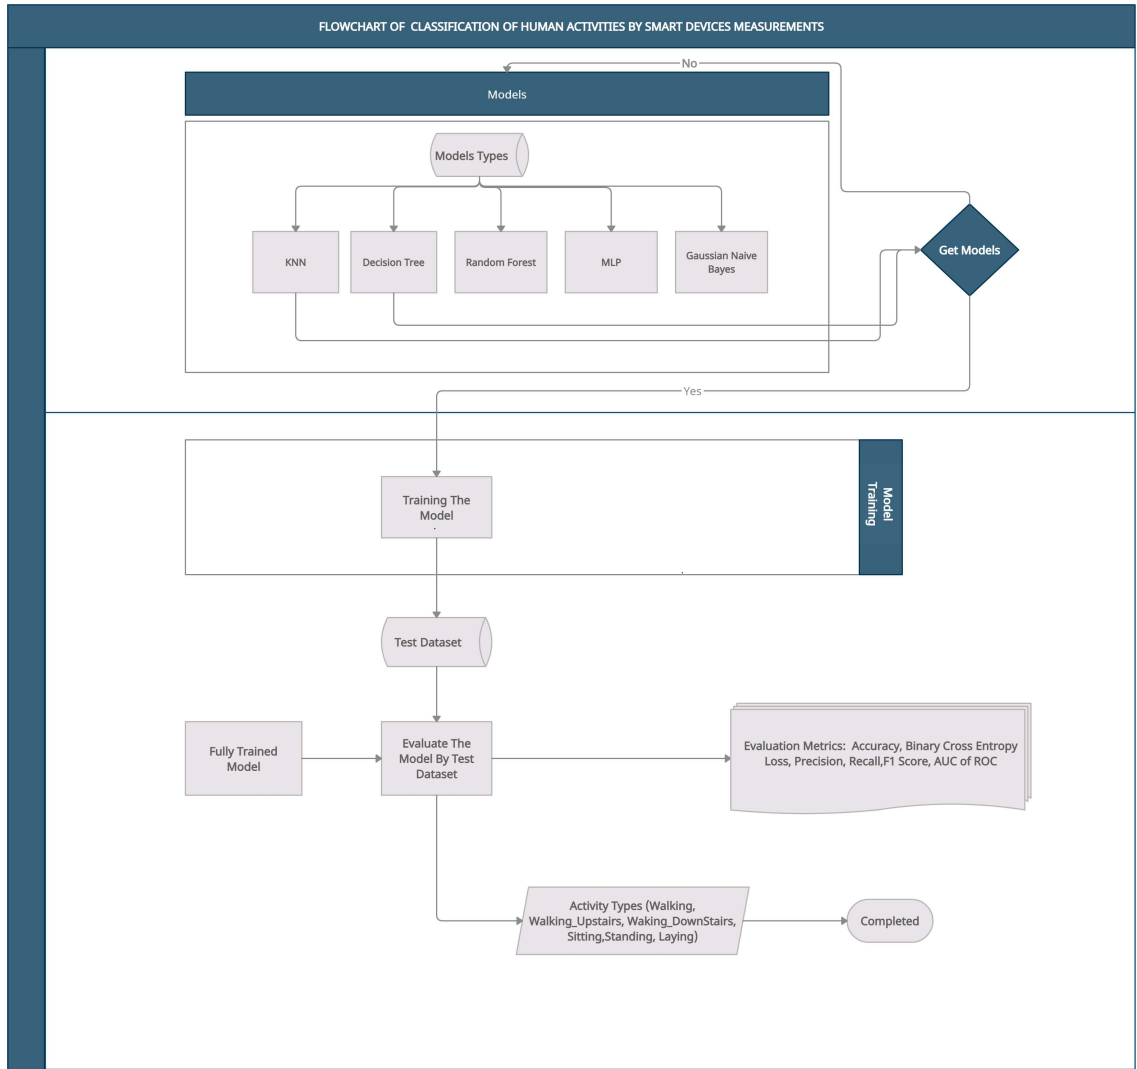 FLOWCHART OF CLASSIFICATION OF HUMAN ACTIVITIES BY SMART DEVICES MEASUREMENTS
No
Models
Models Types
KNN
Decision Tree
Random Forest
MLP
Gaussian Naive
Bayes
Get Models
Yes
Training The
Model
.
Model
Training
.
Test Dataset
Fully Trained
Model
Evaluate The
Model By Test
Dataset
Evaluation Metrics: Accuracy, Binary Cross Entropy
Loss, Precision, Recall,F1 Score, AUC of ROC
Activity Types (Walking,
Walking_Upstairs, Waking_DownStairs,
Sitting,Standing, Laying)
Completed